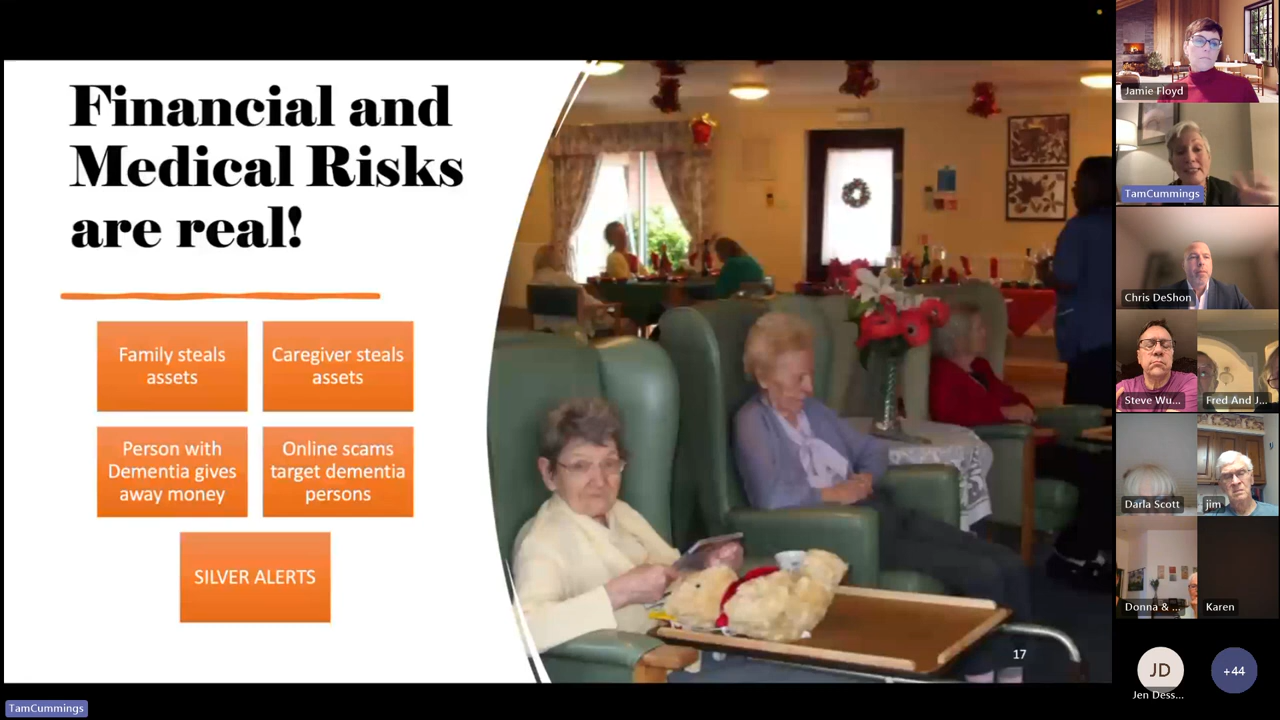 Financial and
Medical Risks
are real!
Family steals
assets
Caregiver steals
assets
Person with
Dementia gives
away money
Online scams
target dementia
persons
SILVER ALERTS
17
Jamie Floyd
TamCummings
Chris DeShon
Steve Wu...
Fred And J...
Darla Scott
jim
Donna & ...
Karen
JD
Jen Dess...
+44
TamCummings